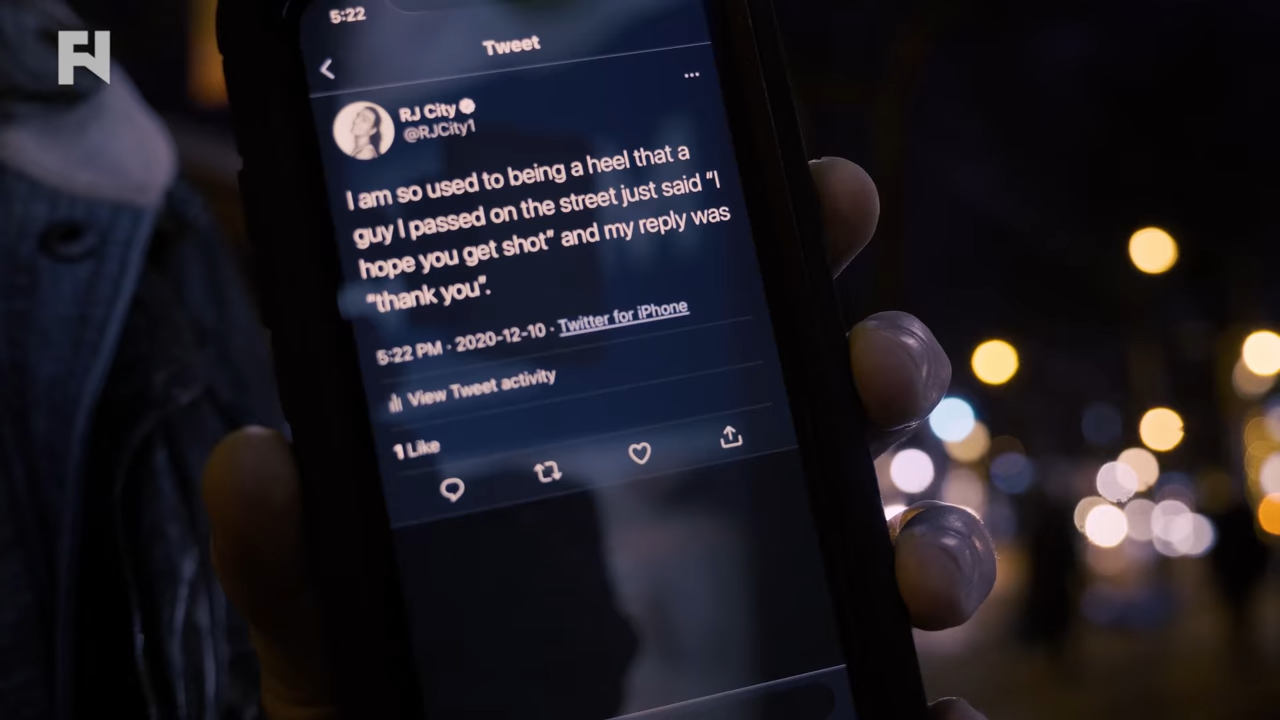 FN
5:22
Tweet
RJ City
@RJCity1
I am so used to being a heel that a
guy I passed on the street just said “I
hope you get shot” and my reply was
“thank you”.
5:22 PM · 2020-12-10 · Twitter for iPhone
View Tweet activity
1 Like